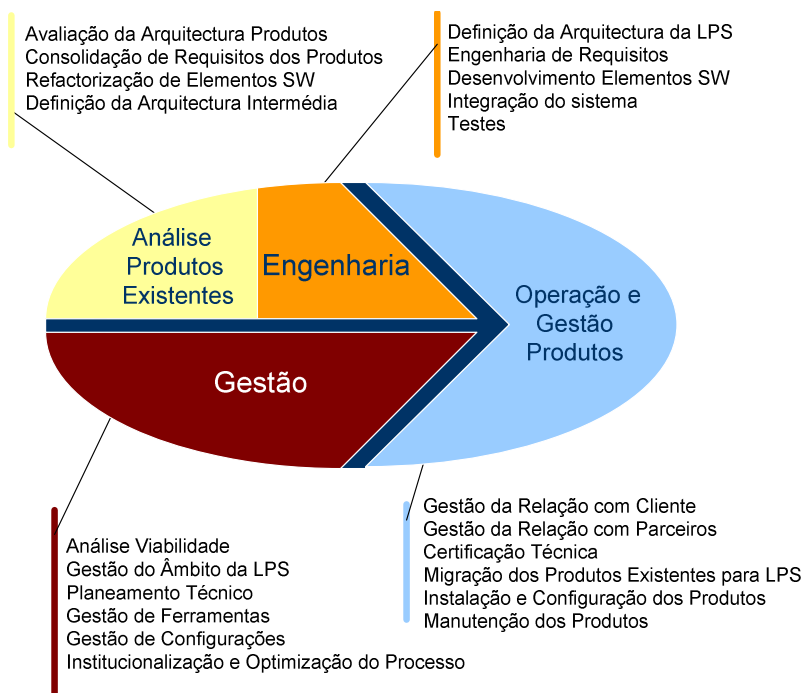 Avaliação da Arquitectura Produtos
Consolidação de Requisitos dos Produtos
Refactorização de Elementos SW
Definição da Arquitectura Intermédia
Definição da Arquitectura da LPS
Engenharia de Requisitos
Desenvolvimento Elementos SW
Integração do sistema
Testes
Análise
Produtos
Existentes
Engenharia
Operação e
Gestão
Produtos
Gestão
Análise Viabilidade
Gestão do Âmbito da LPS
Planeamento Técnico
Gestão de Ferramentas
Gestão de Configurações
Institucionalização e Optimização do Processo
Gestão da Relação com Cliente
Gestão da Relação com Parceiros
Certificação Técnica
Migração dos Produtos Existentes para LPS
Instalação e Configuração dos Produtos
Manutenção dos Produtos